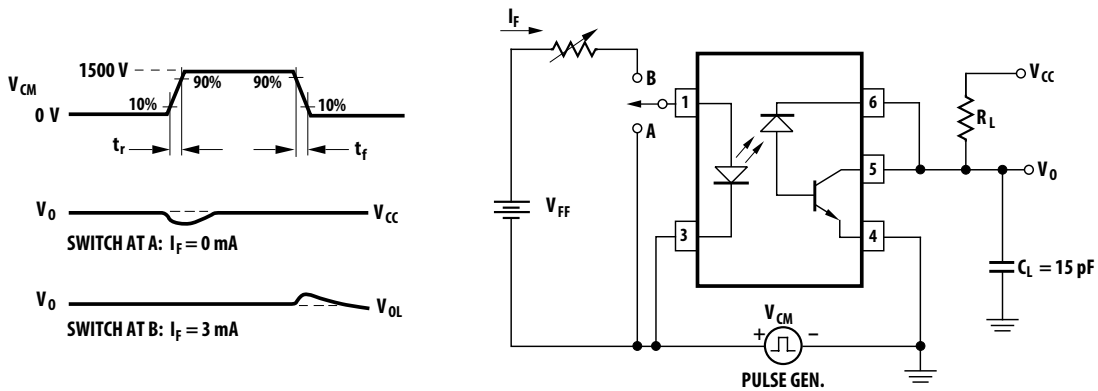 1500 V
V_CM
90%
90%
10%
10%
0 V
t_r
t_f
V_O
V_CC
SWITCH AT A: I_F = 0 mA
V_O
V_OL
SWITCH AT B: I_F = 3 mA
I_F
B
A
V_FF
1
3
6
5
4
V_CC
R_L
V_O
C_L = 15 pF
V_CM
+
–
PULSE GEN.